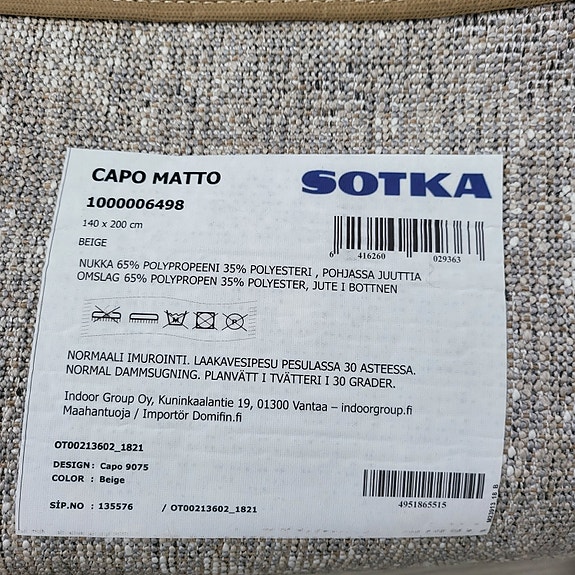 CAPO MATTO
SOTKA
1000006498
140 x 200 cm
6 416260 029363
BEIGE
NUKKA 65% POLYPROPEENI 35% POLYESTERI , POHJASSA JUUTTIA
OMSLAG 65% POLYPROPEN 35% POLYESTER, JUTE I BOTTNEN
P
NORMAALI IMUROINTI. LAAKAVESIPESU PESULASSA 30 ASTEESSA.
NORMAL DAMMSUGNING. PLANVÄTT I TVÄTTERI I 30 GRADER.
Indoor Group Oy, Kuninkaalantie 19, 01300 Vantaa – indoorgroup.fi
Maahantuoja / Importör Domifin.fi
OT00213602_1821
DESIGN : Capo 9075
COLOR : Beige
4951865515
SİP.NO : 135576 / OT00213602_1821